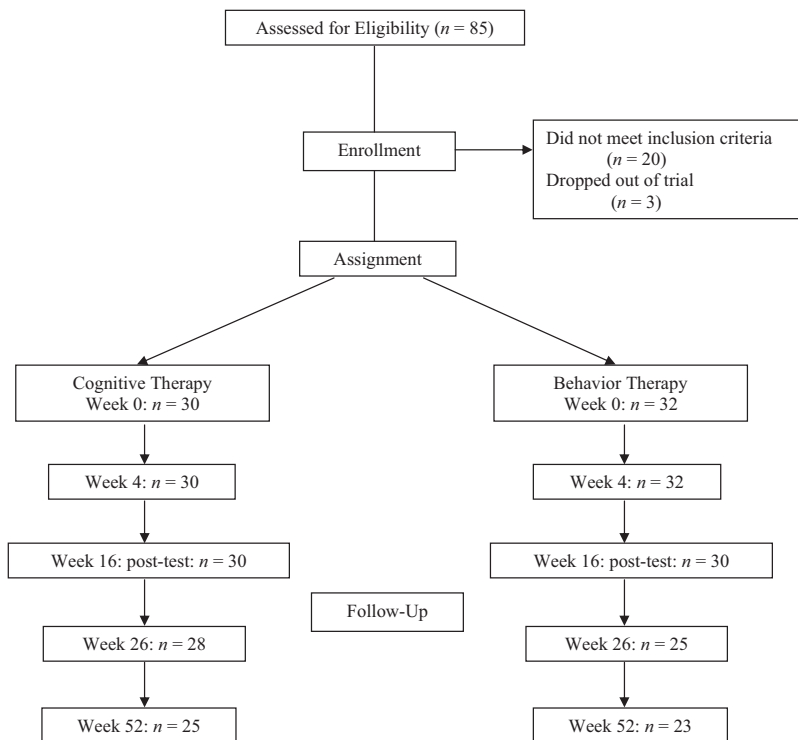 Assessed for Eligibility (n = 85)
Enrollment
Did not meet inclusion criteria
(n = 20)
Dropped out of trial
(n = 3)
Assignment
Cognitive Therapy
Week 0: n = 30
Behavior Therapy
Week 0: n = 32
Week 4: n = 30
Week 4: n = 32
Week 16: post-test: n = 30
Week 16: post-test: n = 30
Follow-Up
Week 26: n = 28
Week 26: n = 25
Week 52: n = 25
Week 52: n = 23